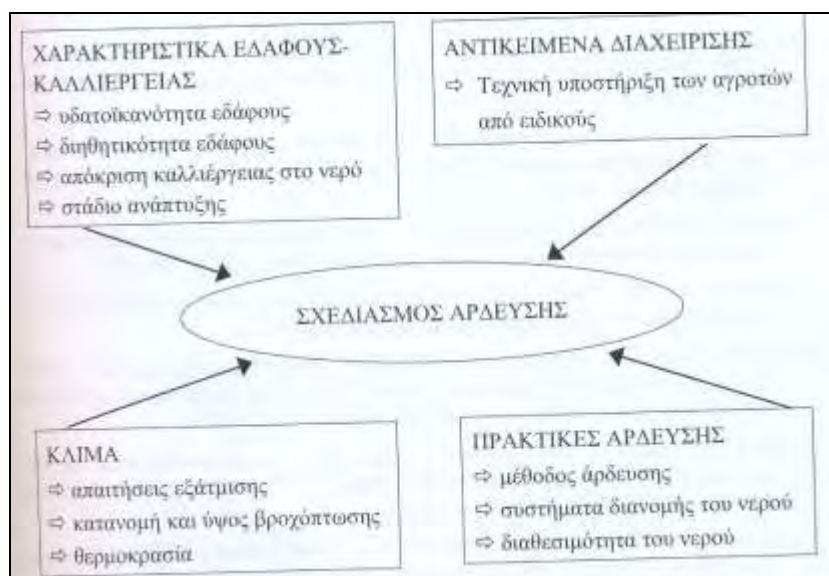 ΧΑΡΑΚΤΗΡΙΣΤΙΚΑ ΕΔΑΦΟΥΣ-
ΚΑΛΛΙΕΡΓΕΙΑΣ
⇨ υδατοϊκανότητα εδάφους
⇨ διηθητικότητα εδάφους
⇨ απόκριση καλλιέργειας στο νερό
⇨ στάδιο ανάπτυξης
ΑΝΤΙΚΕΙΜΕΝΑ ΔΙΑΧΕΙΡΙΣΗΣ
⇨ Τεχνική υποστήριξη των αγροτών
από ειδικούς
ΣΧΕΔΙΑΣΜΟΣ ΑΡΔΕΥΣΗΣ
ΚΛΙΜΑ
⇨ απαιτήσεις εξάτμισης
⇨ κατανομή και ύψος βροχόπτωσης
⇨ θερμοκρασία
ΠΡΑΚΤΙΚΕΣ ΑΡΔΕΥΣΗΣ
⇨ μέθοδος άρδευσης
⇨ συστήματα διανομής του νερού
⇨ διαθεσιμότητα του νερού